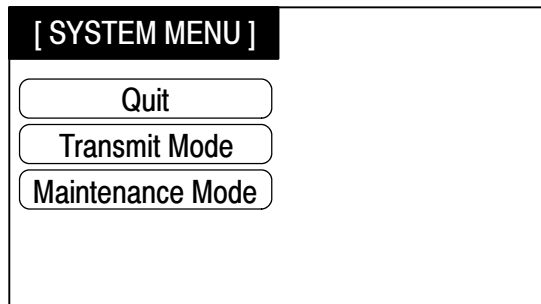 [ SYSTEM MENU ]
Quit
Transmit Mode
Maintenance Mode